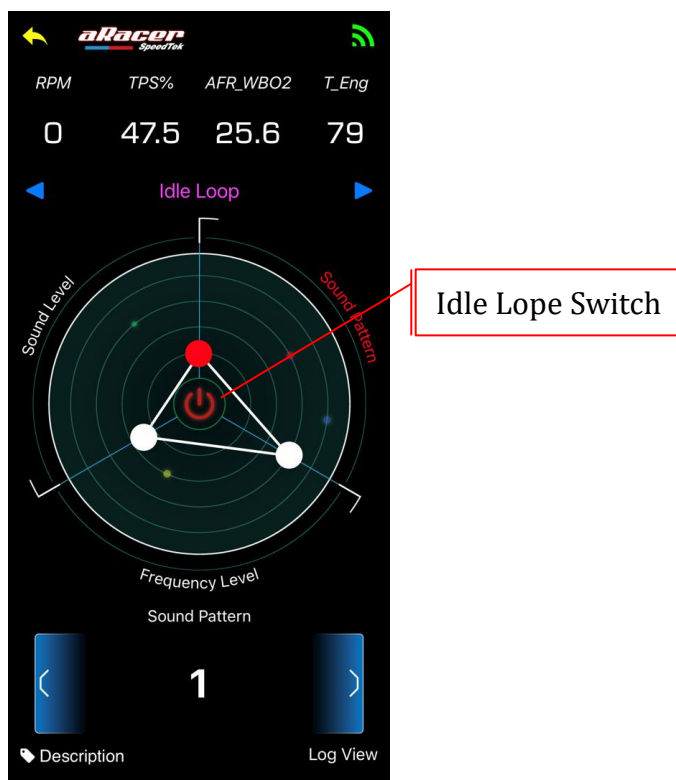 aRacer
SpeedTek
RPM TPS% AFR_WBO2 T_Eng
0 47.5 25.6 79
Idle Loop
Sound Level
Sound Pattern
Idle Lope Switch
Frequency Level
Sound Pattern
1
Description Log View